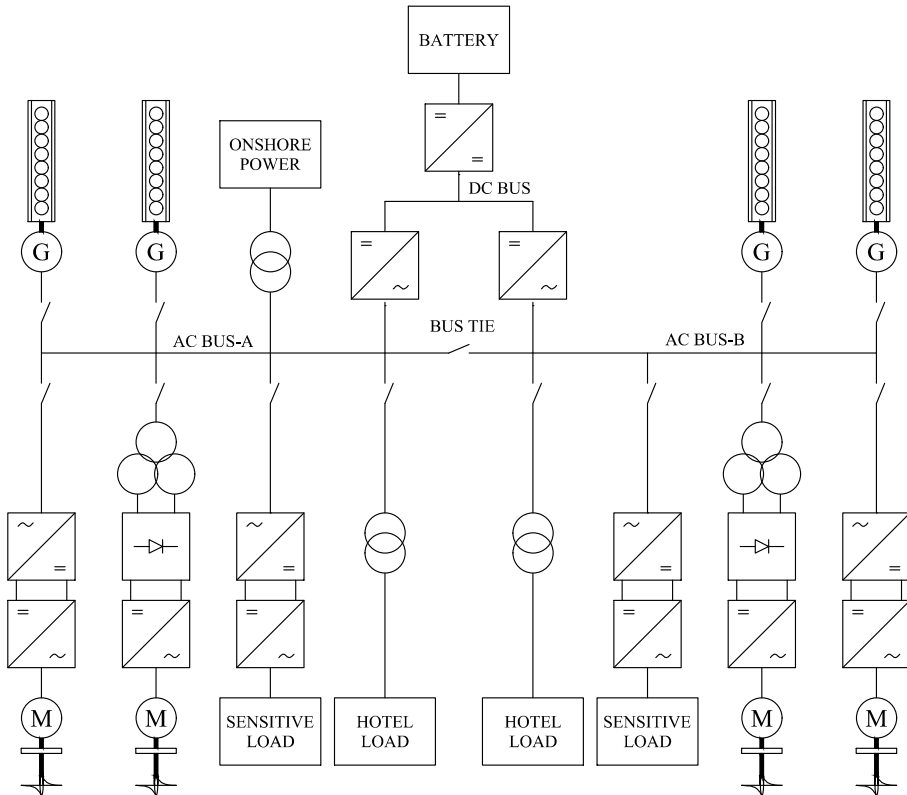 BATTERY
ONSHORE
POWER
DC BUS
G
G
G
G
BUS TIE
AC BUS-A
AC BUS-B
SENSITIVE
LOAD
HOTEL
LOAD
HOTEL
LOAD
SENSITIVE
LOAD
M
M
M
M